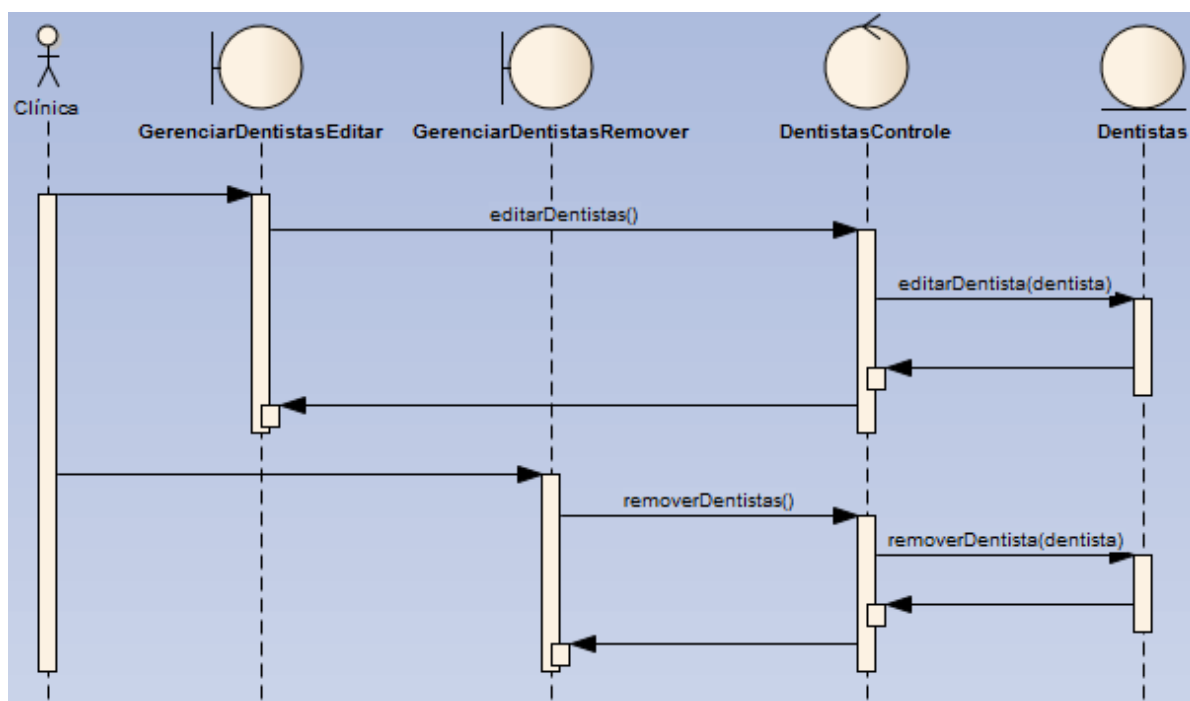 Clínica
GerenciarDentistasEditar
GerenciarDentistasRemover
DentistasControle
Dentistas
editarDentistas()
editarDentista(dentista)
removerDentistas()
removerDentista(dentista)